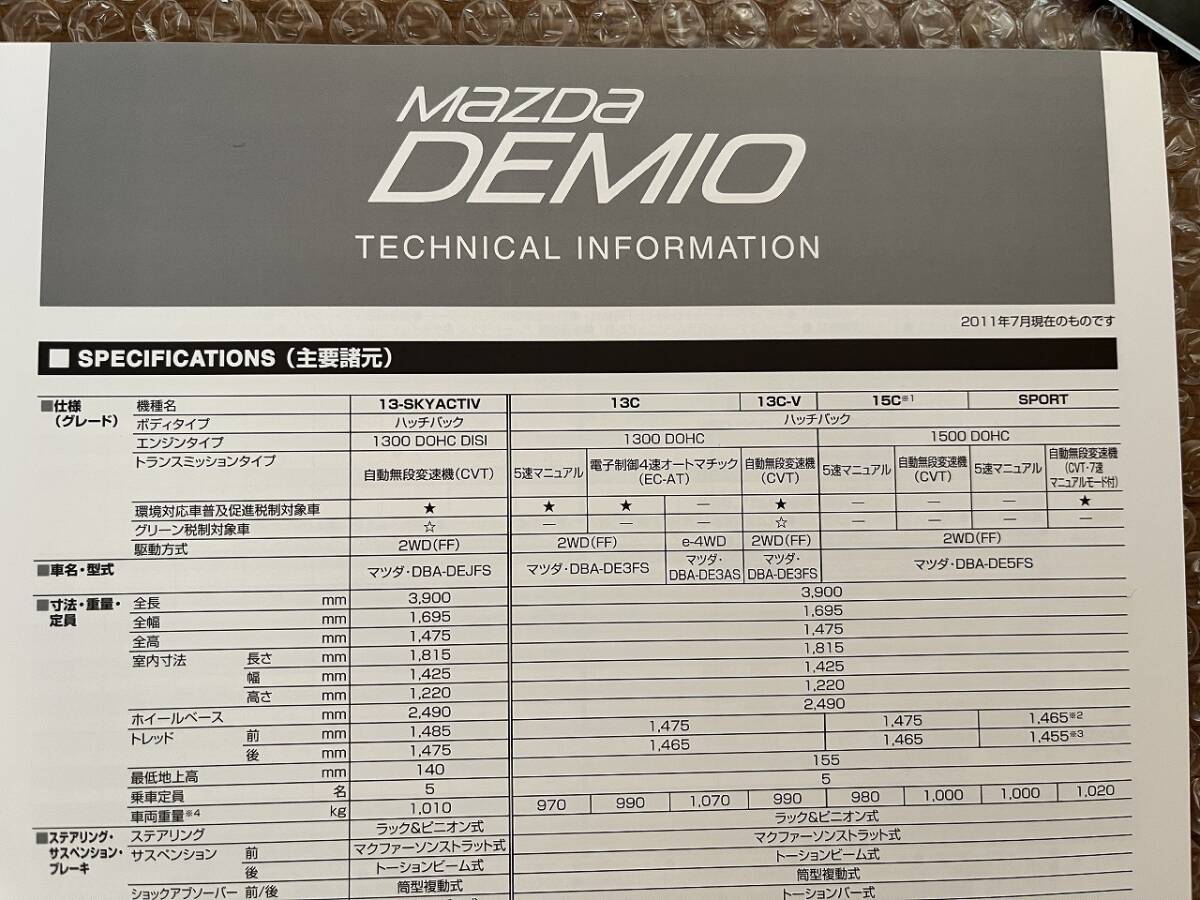 mazda
DEMIO
TECHNICAL INFORMATION
2011年7月現在のものです
■ SPECIFICATIONS（主要諸元）
■仕様（グレード） 機種名 13-SKYACTIV 13C 13C-V 15C※1 SPORT
ボディタイプ ハッチバック ハッチバック
エンジンタイプ 1300 DOHC DISI 1300 DOHC 1500 DOHC
トランスミッションタイプ 自動無段変速機（CVT） 5速マニュアル 電子制御4速オートマチック（EC-AT） 自動無段変速機（CVT） 5速マニュアル 自動無段変速機（CVT） 5速マニュアル 自動無段変速機（CVT・7速マニュアルモード付）
環境対応車普及促進税制対象車 ★ ★ ★ － ★ － － － ★
グリーン税制対象車 ☆ － － － ☆ － － － －
駆動方式 2WD（FF） 2WD（FF） e-4WD 2WD（FF） 2WD（FF）
■車名・型式 マツダ・DBA-DEJFS マツダ・DBA-DE3FS マツダ・DBA-DE3AS マツダ・DBA-DE3FS マツダ・DBA-DE5FS
■寸法・重量・定員 全長 mm 3,900 3,900
全幅 mm 1,695 1,695
全高 mm 1,475 1,475
室内寸法 長さ mm 1,815 1,815
幅 mm 1,425 1,425
高さ mm 1,220 1,220
ホイールベース mm 2,490 2,490
トレッド 前 mm 1,485 1,475 1,475 1,465※2
後 mm 1,475 1,465 1,465 1,455※3
最低地上高 mm 140 155
乗車定員 名 5 5
車両重量※4 kg 1,010 970 990 1,070 990 980 1,000 1,000 1,020
■ステアリング・サスペンション・ブレーキ ステアリング ラック&ピニオン式 ラック&ピニオン式
サスペンション 前 マクファーソンストラット式 マクファーソンストラット式
後 トーションビーム式 トーションビーム式
ショックアブソーバー 前/後 筒型複動式 筒型複動式
トーションバー式